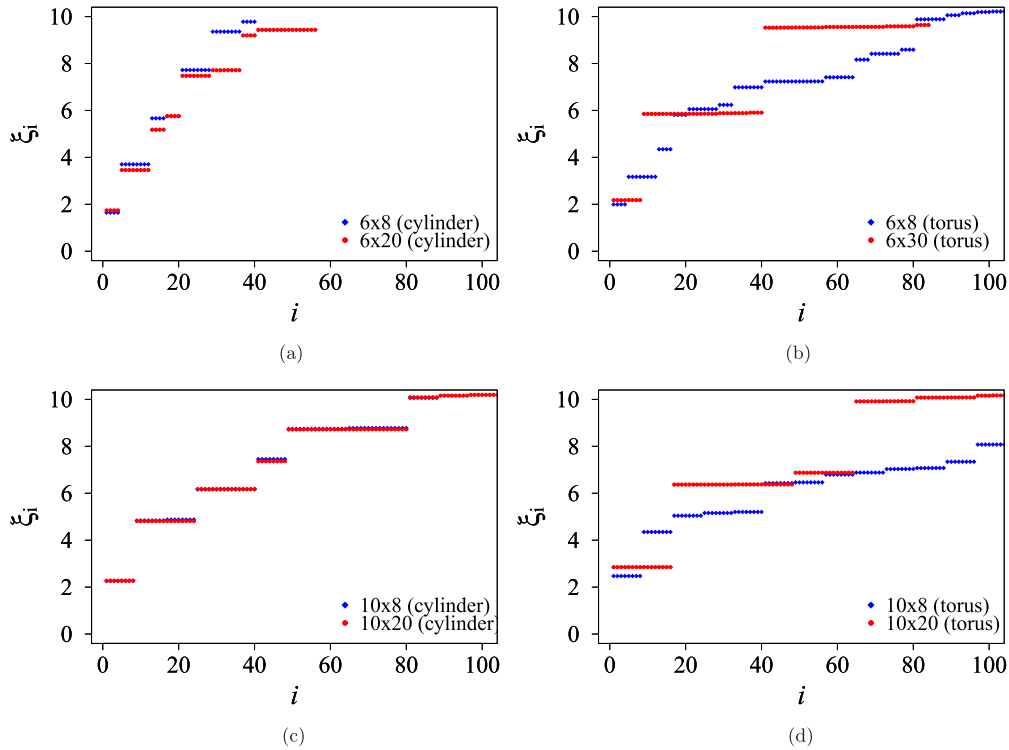 10
8
6
4
2
0
ξi
0 20 40 60 80 100
i
6x8 (cylinder)
6x20 (cylinder)
(a)
10
8
6
4
2
0
ξi
0 20 40 60 80 100
i
6x8 (torus)
6x30 (torus)
(b)
10
8
6
4
2
0
ξi
0 20 40 60 80 100
i
10x8 (cylinder)
10x20 (cylinder)
(c)
10
8
6
4
2
0
ξi
0 20 40 60 80 100
i
10x8 (torus)
10x20 (torus)
(d)